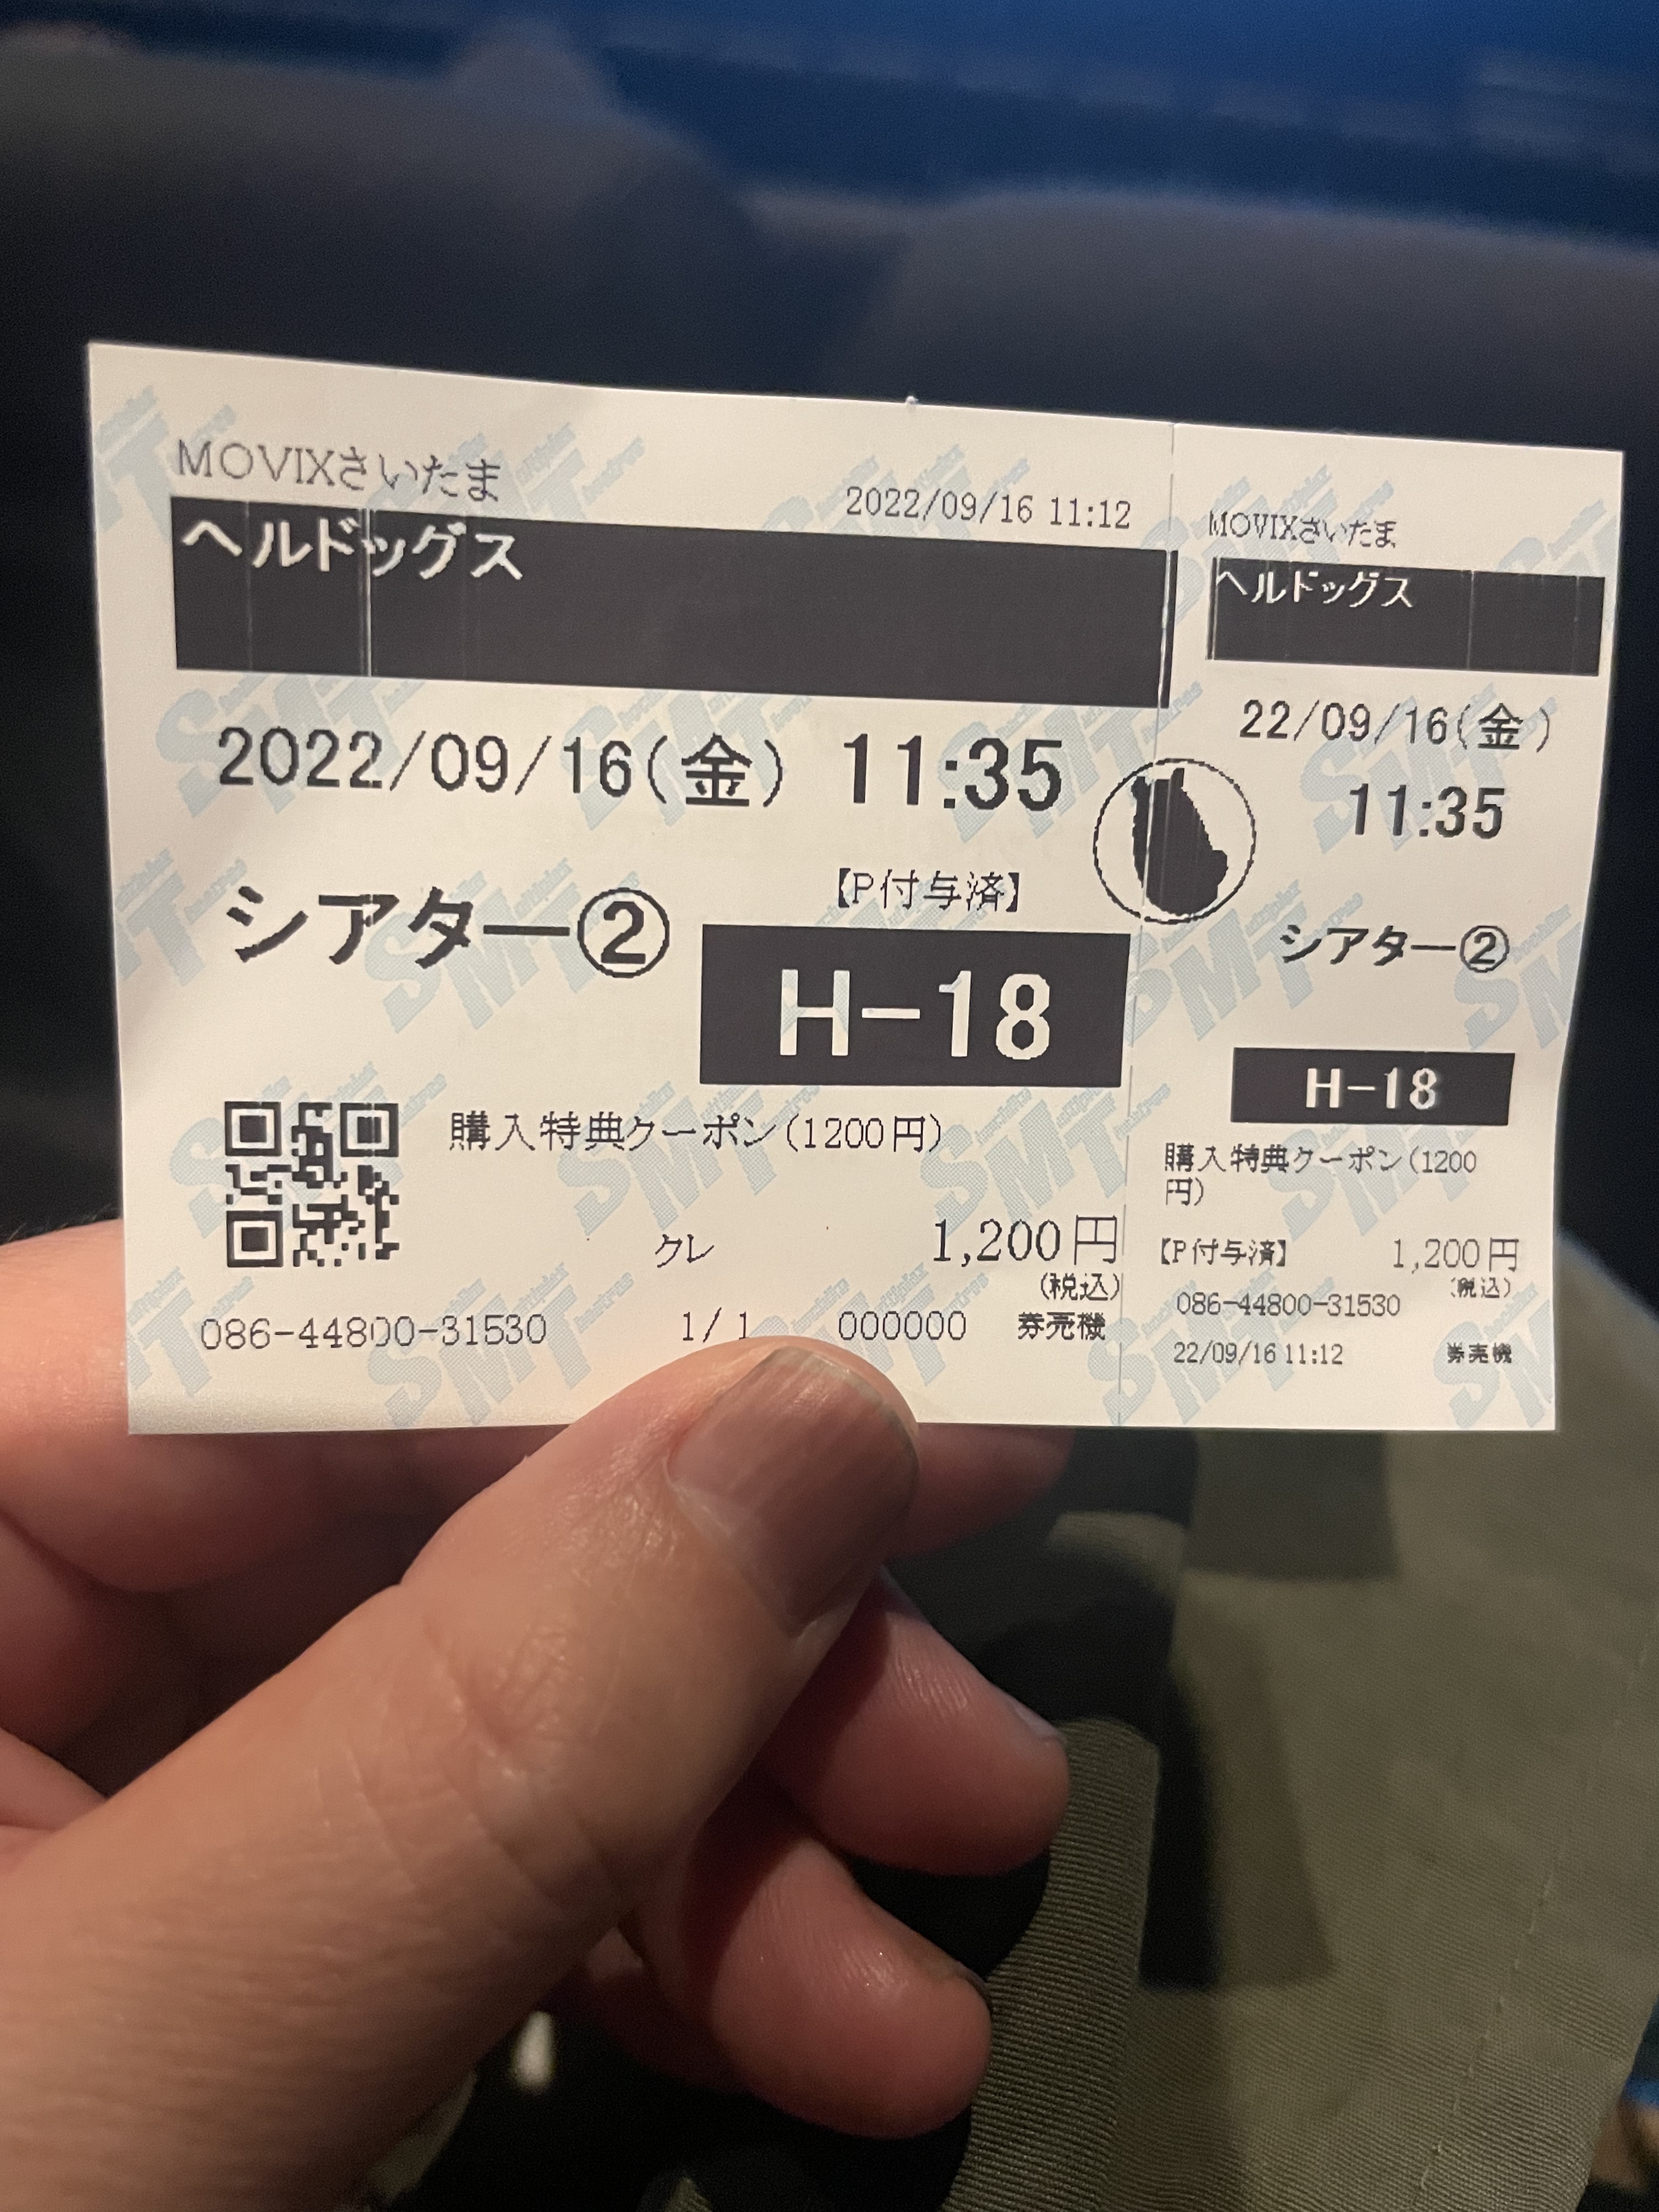 MOVIXさいたま
2022/09/16 11:12
ヘルドッグス
2022/09/16(金) 11:35
シアター②
【P付与済】
H-18
購入特典クーポン(1200円)
クレ 1,200円
(税込)
086-44800-31530 1/1 000000 券売機
MOVIXさいたま
ヘルドッグス
22/09/16(金)
11:35
シアター②
H-18
購入特典クーポン(1200
円)
【P付与済】 1,200円
(税込)
086-44800-31530
22/09/16 11:12 券売機
SMT